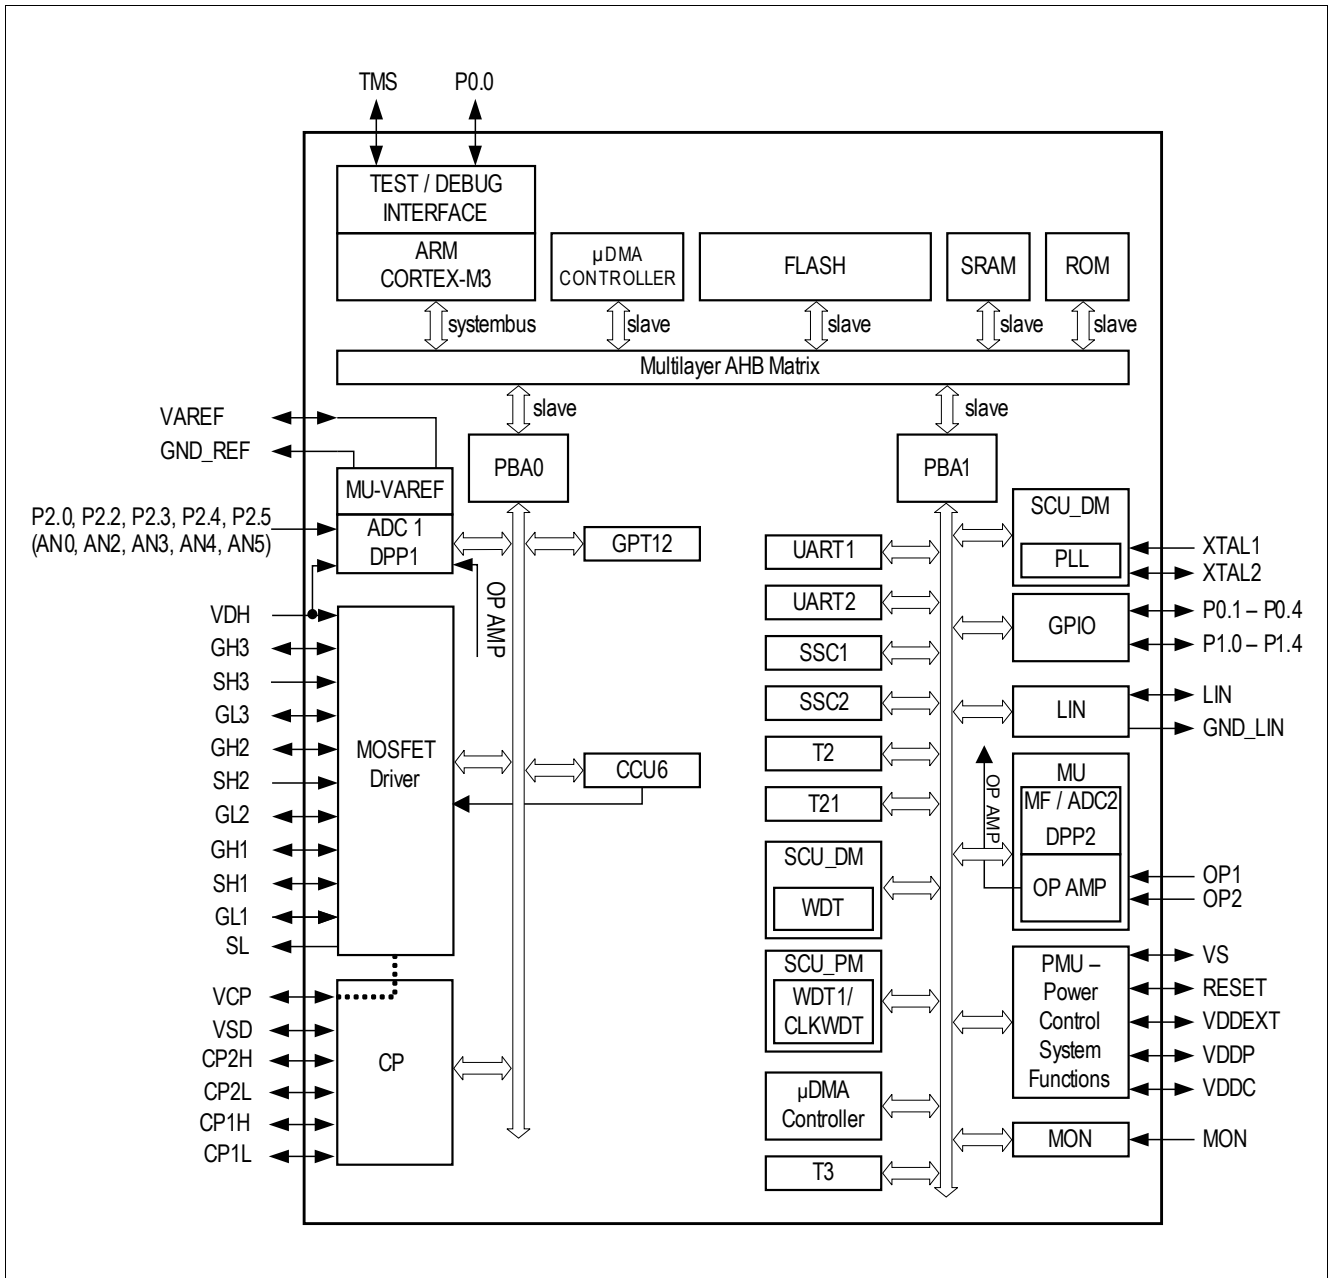 TMS
P0.0
TEST / DEBUG
INTERFACE
ARM
CORTEX-M3
µDMA
CONTROLLER
FLASH
SRAM
ROM
systembus
slave
slave
slave
slave
Multilayer AHB Matrix
slave
slave
VAREF
GND_REF
PBA0
PBA1
MU-VAREF
P2.0, P2.2, P2.3, P2.4, P2.5
(AN0, AN2, AN3, AN4, AN5)
ADC 1
DPP1
GPT12
OP AMP
VDH
GH3
SH3
GL3
GH2
SH2
GL2
GH1
SH1
GL1
SL
MOSFET
Driver
CCU6
VCP
VSD
CP2H
CP2L
CP1H
CP1L
CP
UART1
UART2
SSC1
SSC2
T2
T21
SCU_DM
WDT
SCU_PM
WDT1/
CLKWDT
µDMA
Controller
T3
SCU_DM
PLL
XTAL1
XTAL2
GPIO
P0.1 – P0.4
P1.0 – P1.4
LIN
LIN
GND_LIN
OP AMP
MU
MF / ADC2
DPP2
OP AMP
OP1
OP2
PMU –
Power
Control
System
Functions
VS
RESET
VDDEXT
VDDP
VDDC
MON
MON